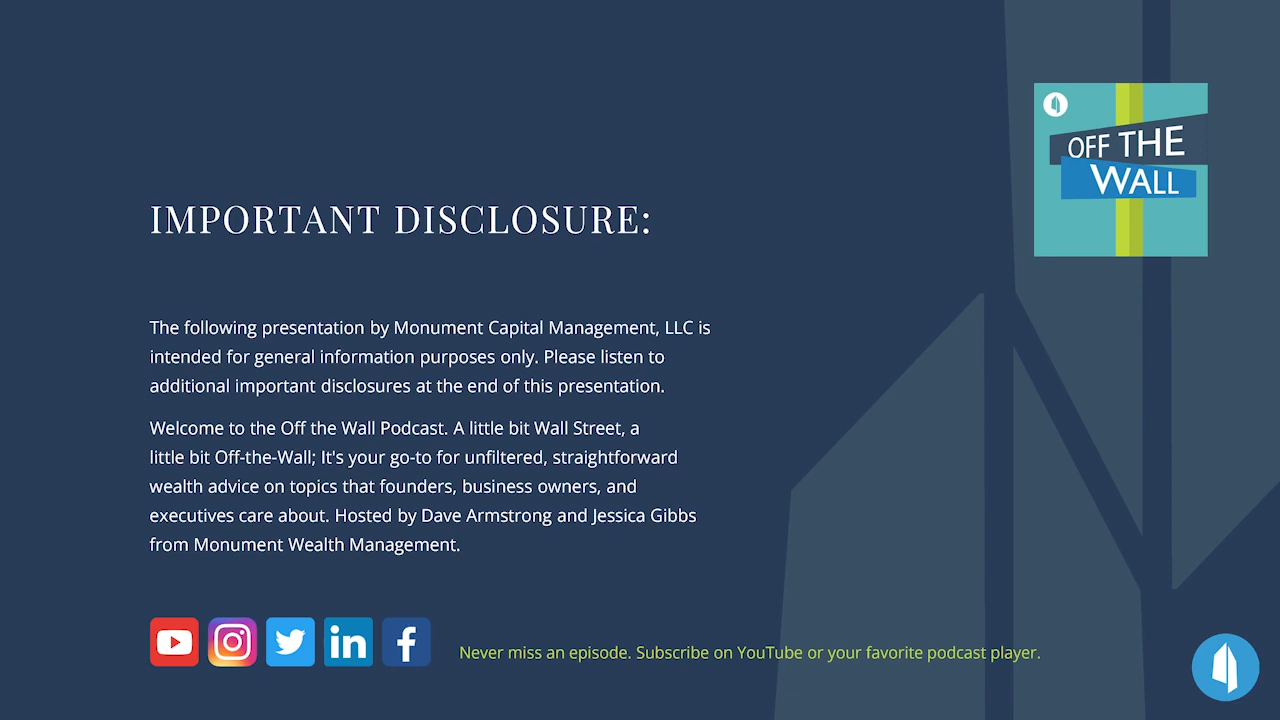 OFF THE
WALL
IMPORTANT DISCLOSURE:
The following presentation by Monument Capital Management, LLC is
intended for general information purposes only. Please listen to
additional important disclosures at the end of this presentation.
Welcome to the Off the Wall Podcast. A little bit Wall Street, a
little bit Off-the-Wall; It's your go-to for unfiltered, straightforward
wealth advice on topics that founders, business owners, and
executives care about. Hosted by Dave Armstrong and Jessica Gibbs
from Monument Wealth Management.
in f
Never miss an episode. Subscribe on YouTube or your favorite podcast player.